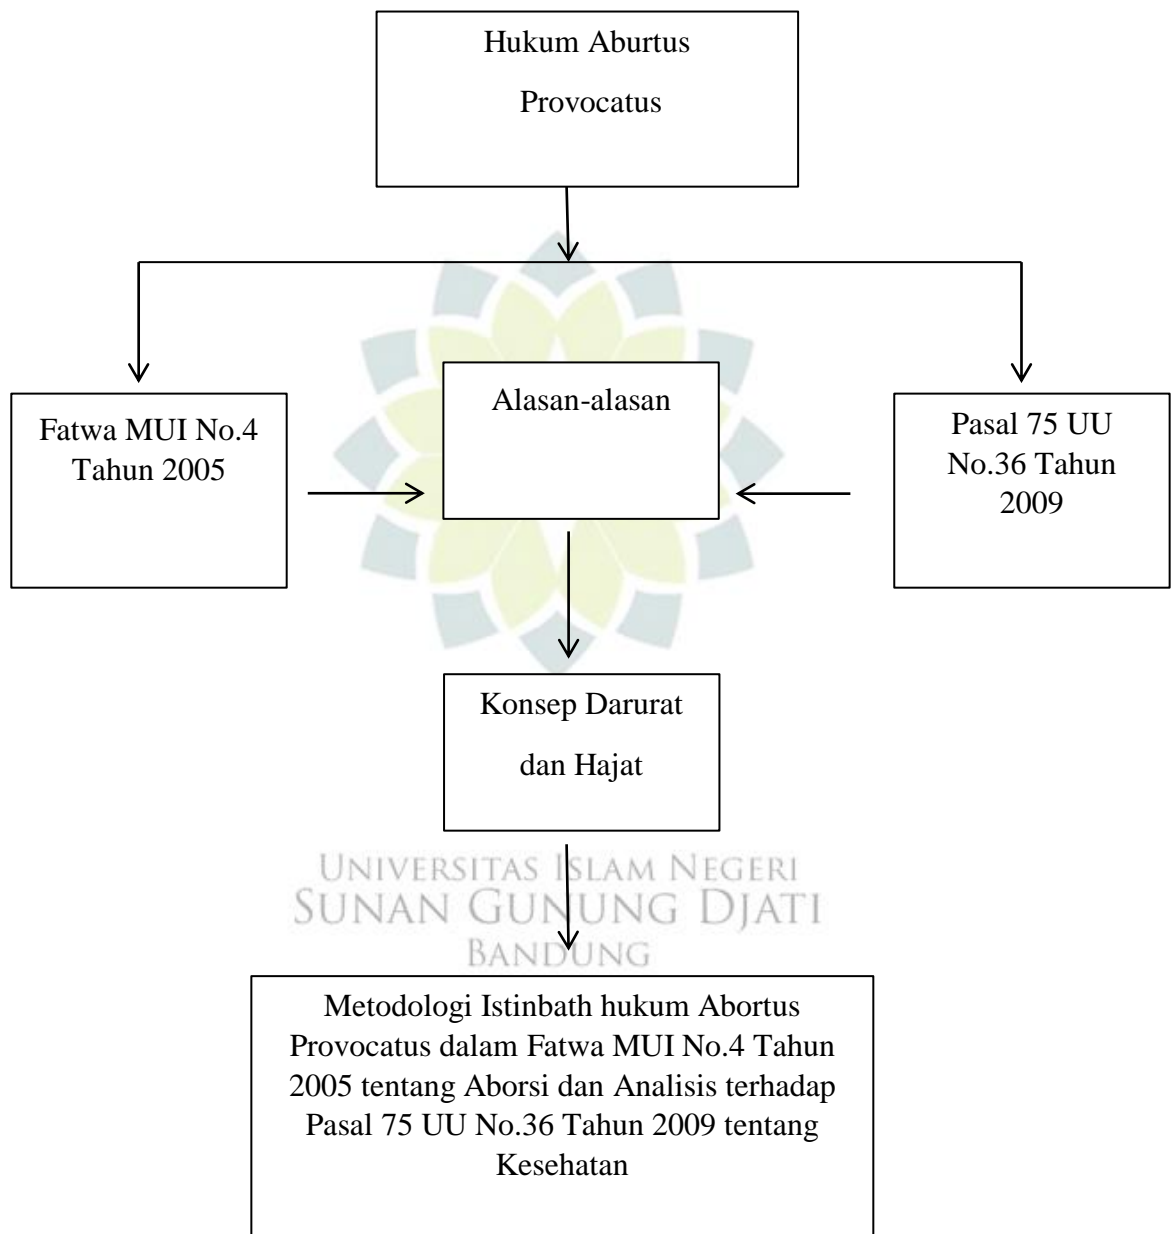 Hukum Aburtus
Provocatus
Fatwa MUI No.4
Tahun 2005
Alasan-alasan
Pasal 75 UU
No.36 Tahun
2009
Konsep Darurat
dan Hajat
UNIVERSITAS ISLAM NEGERI
SUNAN GUNUNG DJATI
BANDUNG
Metodologi Istinbath hukum Abortus
Provocatus dalam Fatwa MUI No.4 Tahun
2005 tentang Aborsi dan Analisis terhadap
Pasal 75 UU No.36 Tahun 2009 tentang
Kesehatan